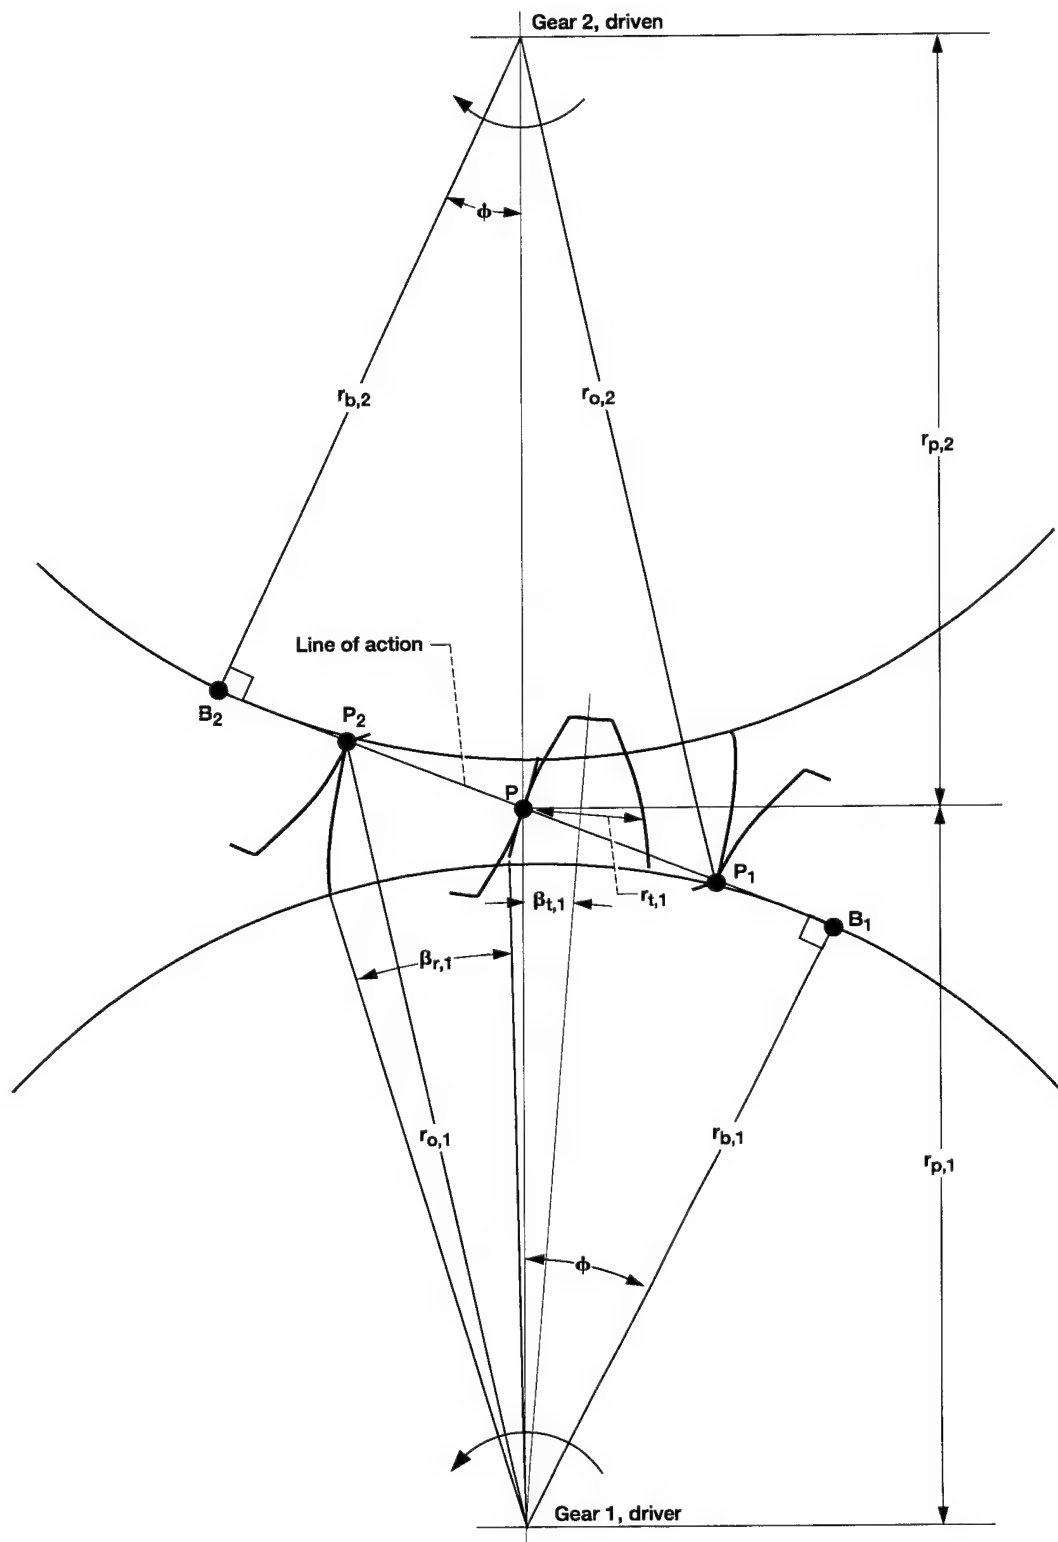 Gear 2, driven
ϕ
r_b,2
r_o,2
r_p,2
Line of action
B_2
P_2
P
P_1
r_t,1
β_t,1
B_1
β_r,1
r_o,1
r_b,1
r_p,1
ϕ
Gear 1, driver